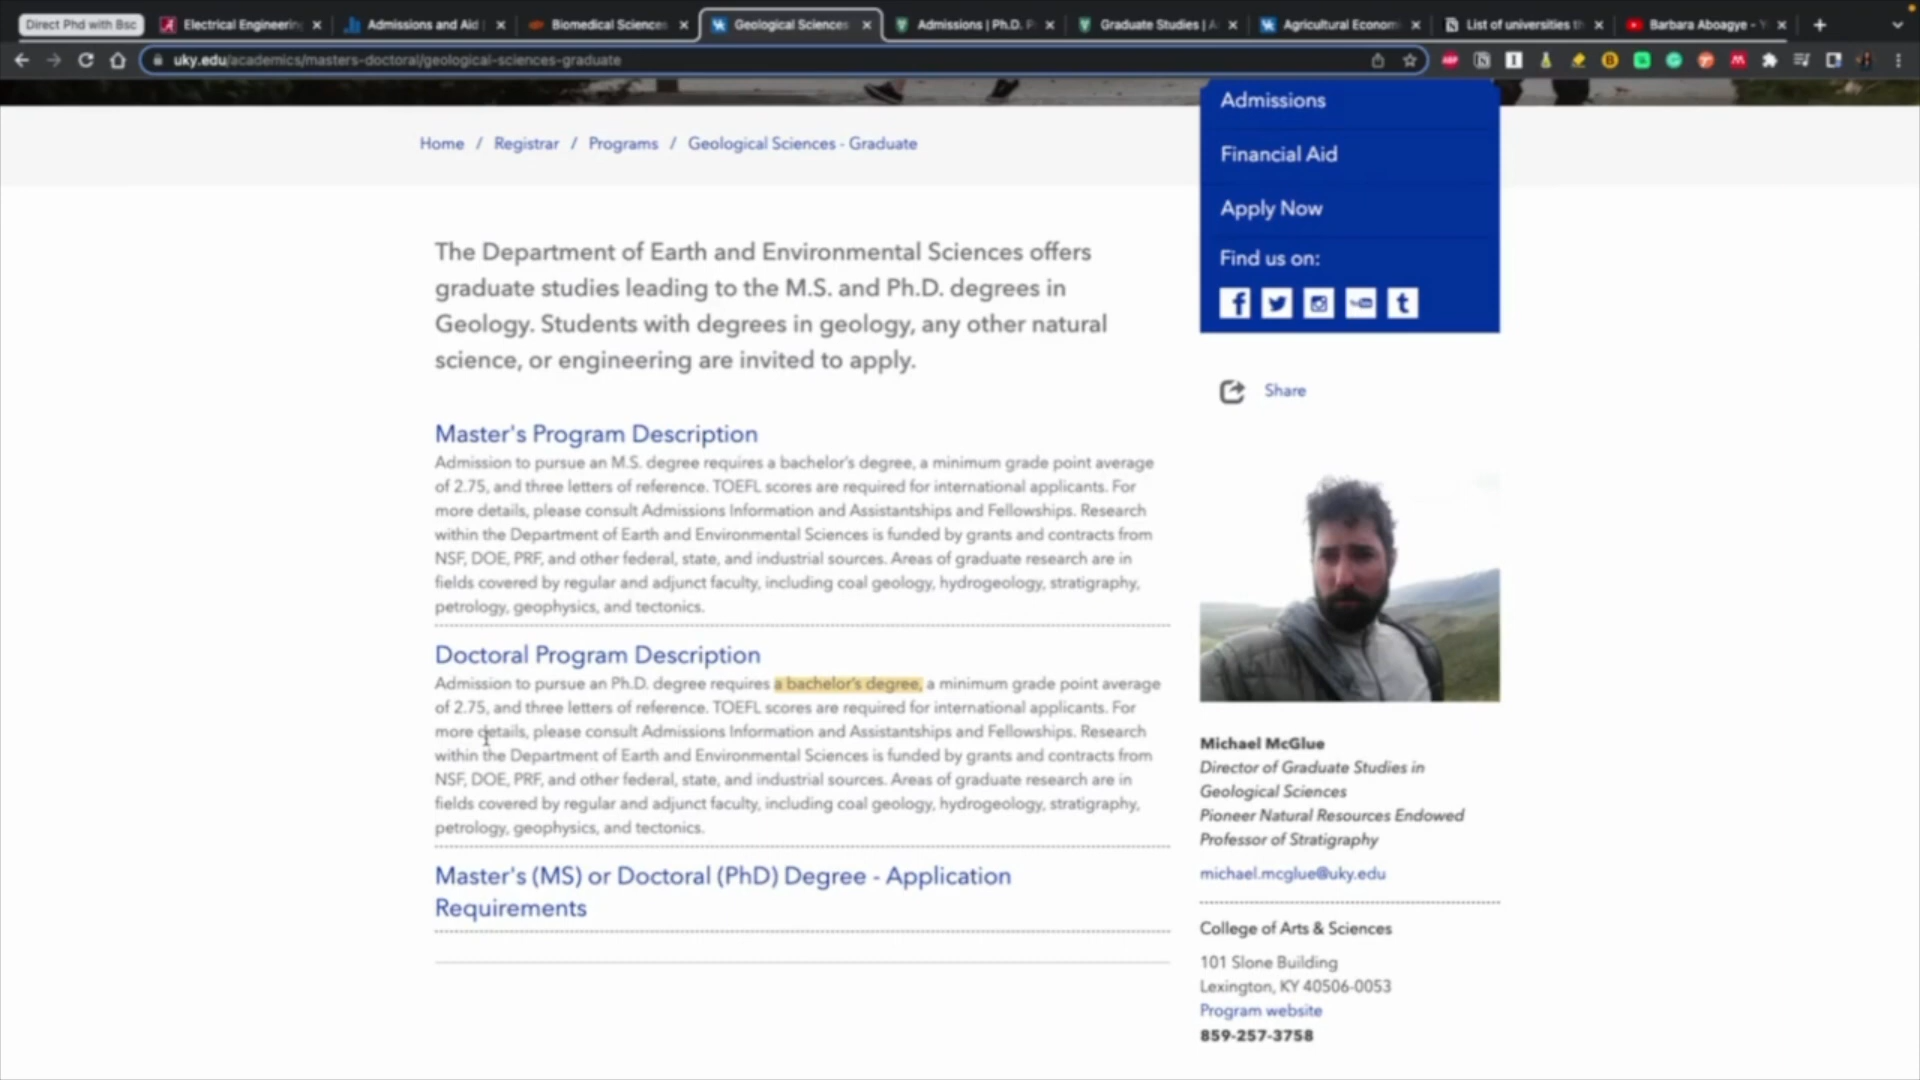 Direct Phd with Bsc
Electrical Engineerin
Admissions and Aid |
Biomedical Sciences
Geological Sciences
Admissions | Ph.D. P
Graduate Studies | A
Agricultural Econom
List of universities th
Barbara Aboagye - Y
uky.edu/academics/masters-doctoral/geological-sciences-graduate
Home / Registrar / Programs / Geological Sciences - Graduate
The Department of Earth and Environmental Sciences offers
graduate studies leading to the M.S. and Ph.D. degrees in
Geology. Students with degrees in geology, any other natural
science, or engineering are invited to apply.
Master's Program Description
Admission to pursue an M.S. degree requires a bachelor's degree, a minimum grade point average
of 2.75, and three letters of reference. TOEFL scores are required for international applicants. For
more details, please consult Admissions Information and Assistantships and Fellowships. Research
within the Department of Earth and Environmental Sciences is funded by grants and contracts from
NSF, DOE, PRF, and other federal, state, and industrial sources. Areas of graduate research are in
fields covered by regular and adjunct faculty, including coal geology, hydrogeology, stratigraphy,
petrology, geophysics, and tectonics.
Doctoral Program Description
Admission to pursue an Ph.D. degree requires a bachelor's degree, a minimum grade point average
of 2.75, and three letters of reference. TOEFL scores are required for international applicants. For
more details, please consult Admissions Information and Assistantships and Fellowships. Research
within the Department of Earth and Environmental Sciences is funded by grants and contracts from
NSF, DOE, PRF, and other federal, state, and industrial sources. Areas of graduate research are in
fields covered by regular and adjunct faculty, including coal geology, hydrogeology, stratigraphy,
petrology, geophysics, and tectonics.
Master's (MS) or Doctoral (PhD) Degree - Application
Requirements
Admissions
Financial Aid
Apply Now
Find us on:
Share
Michael McGlue
Director of Graduate Studies in
Geological Sciences
Pioneer Natural Resources Endowed
Professor of Stratigraphy
michael.mcglue@uky.edu
College of Arts & Sciences
101 Slone Building
Lexington, KY 40506-0053
Program website
859-257-3758